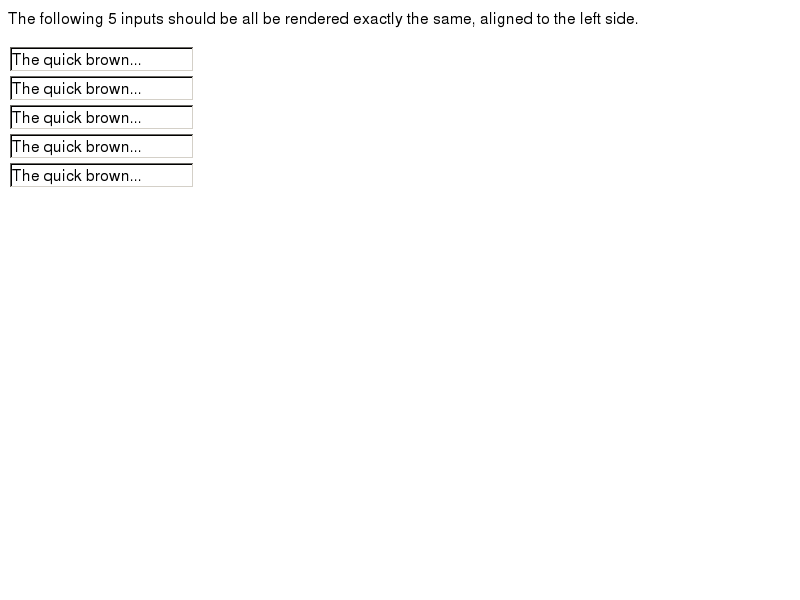 The following 5 inputs should be all be rendered exactly the same, aligned to the left side.
The quick brown...
The quick brown...
The quick brown...
The quick brown...
The quick brown...